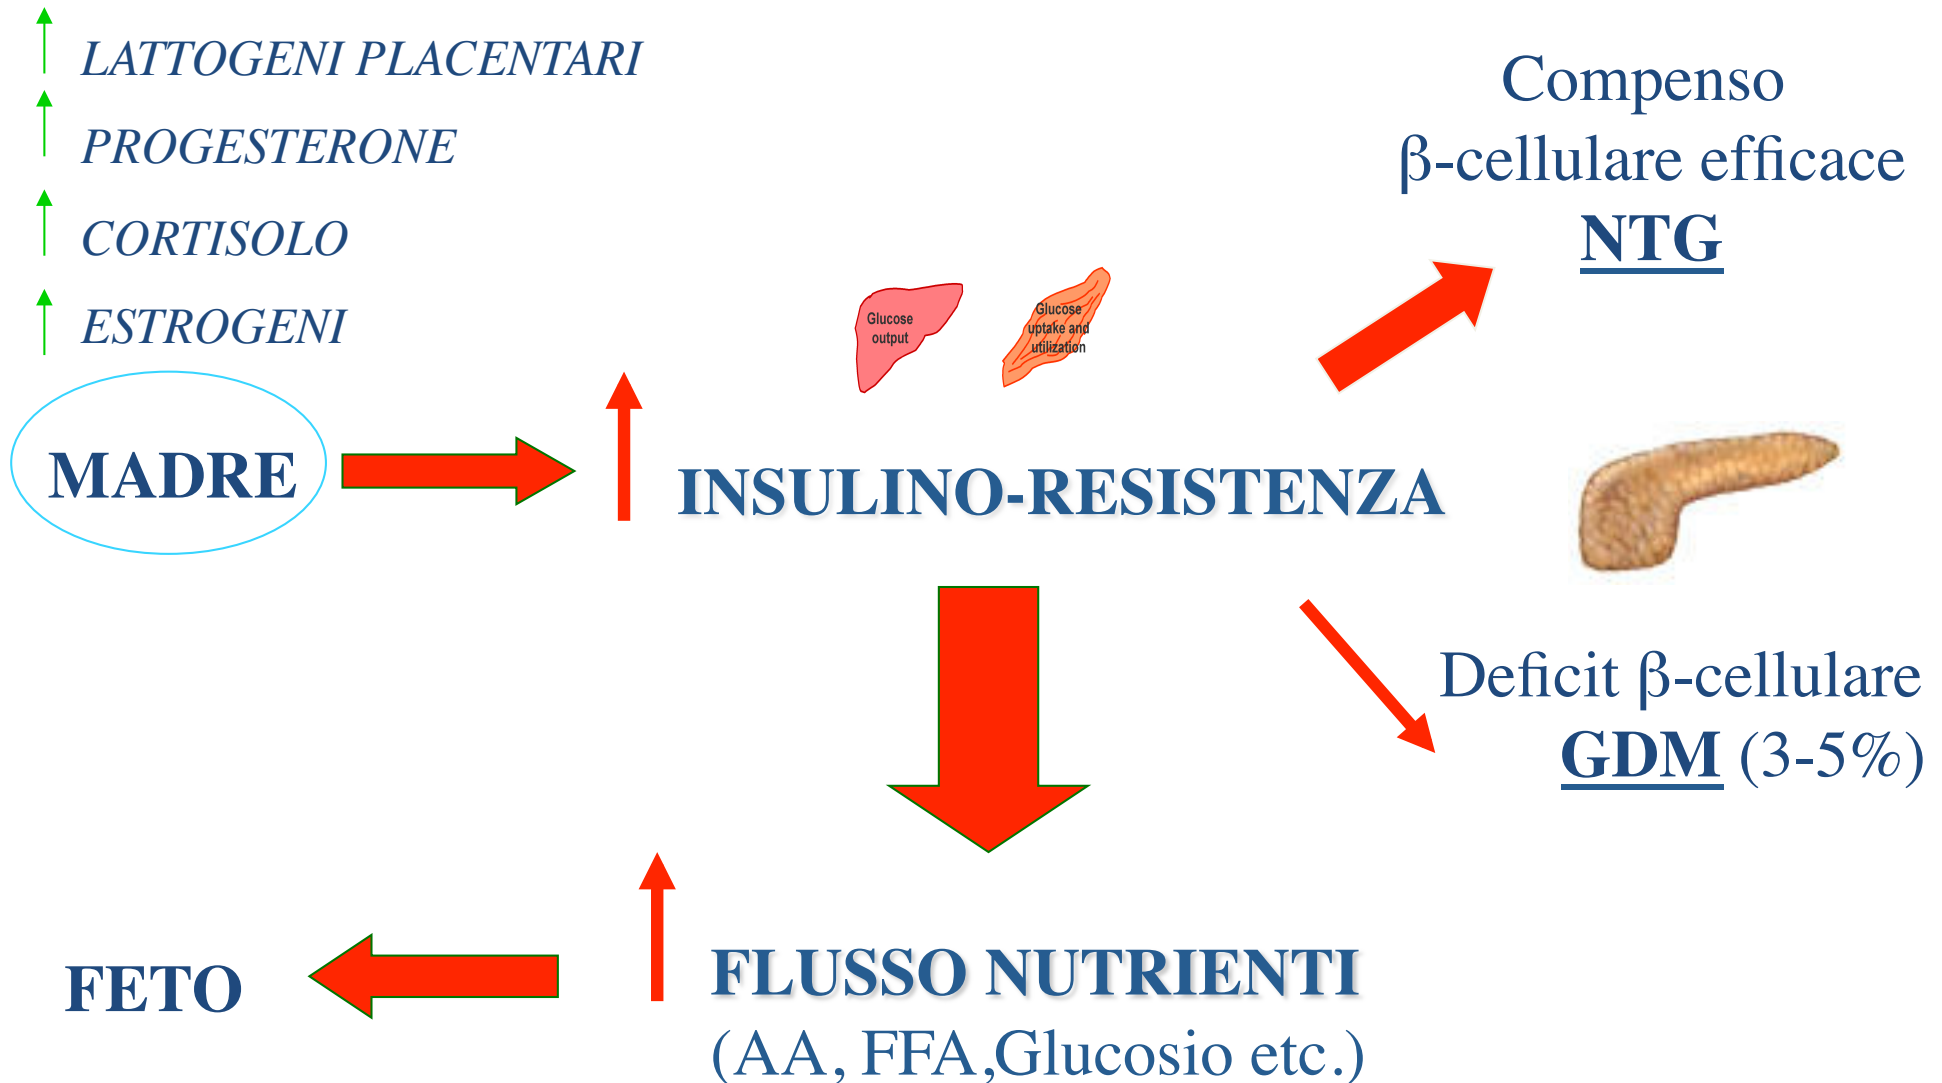 LATTOGENI PLACENTARI
PROGESTERONE
CORTISOLO
ESTROGENI
MADRE
Glucose
output
Glucose
uptake and
utilization
INSULINO-RESISTENZA
Compenso
β-cellulare efficace
NTG
Deficit β-cellulare
GDM (3-5%)
FETO
FLUSSO NUTRIENTI
(AA, FFA,Glucosio etc.)